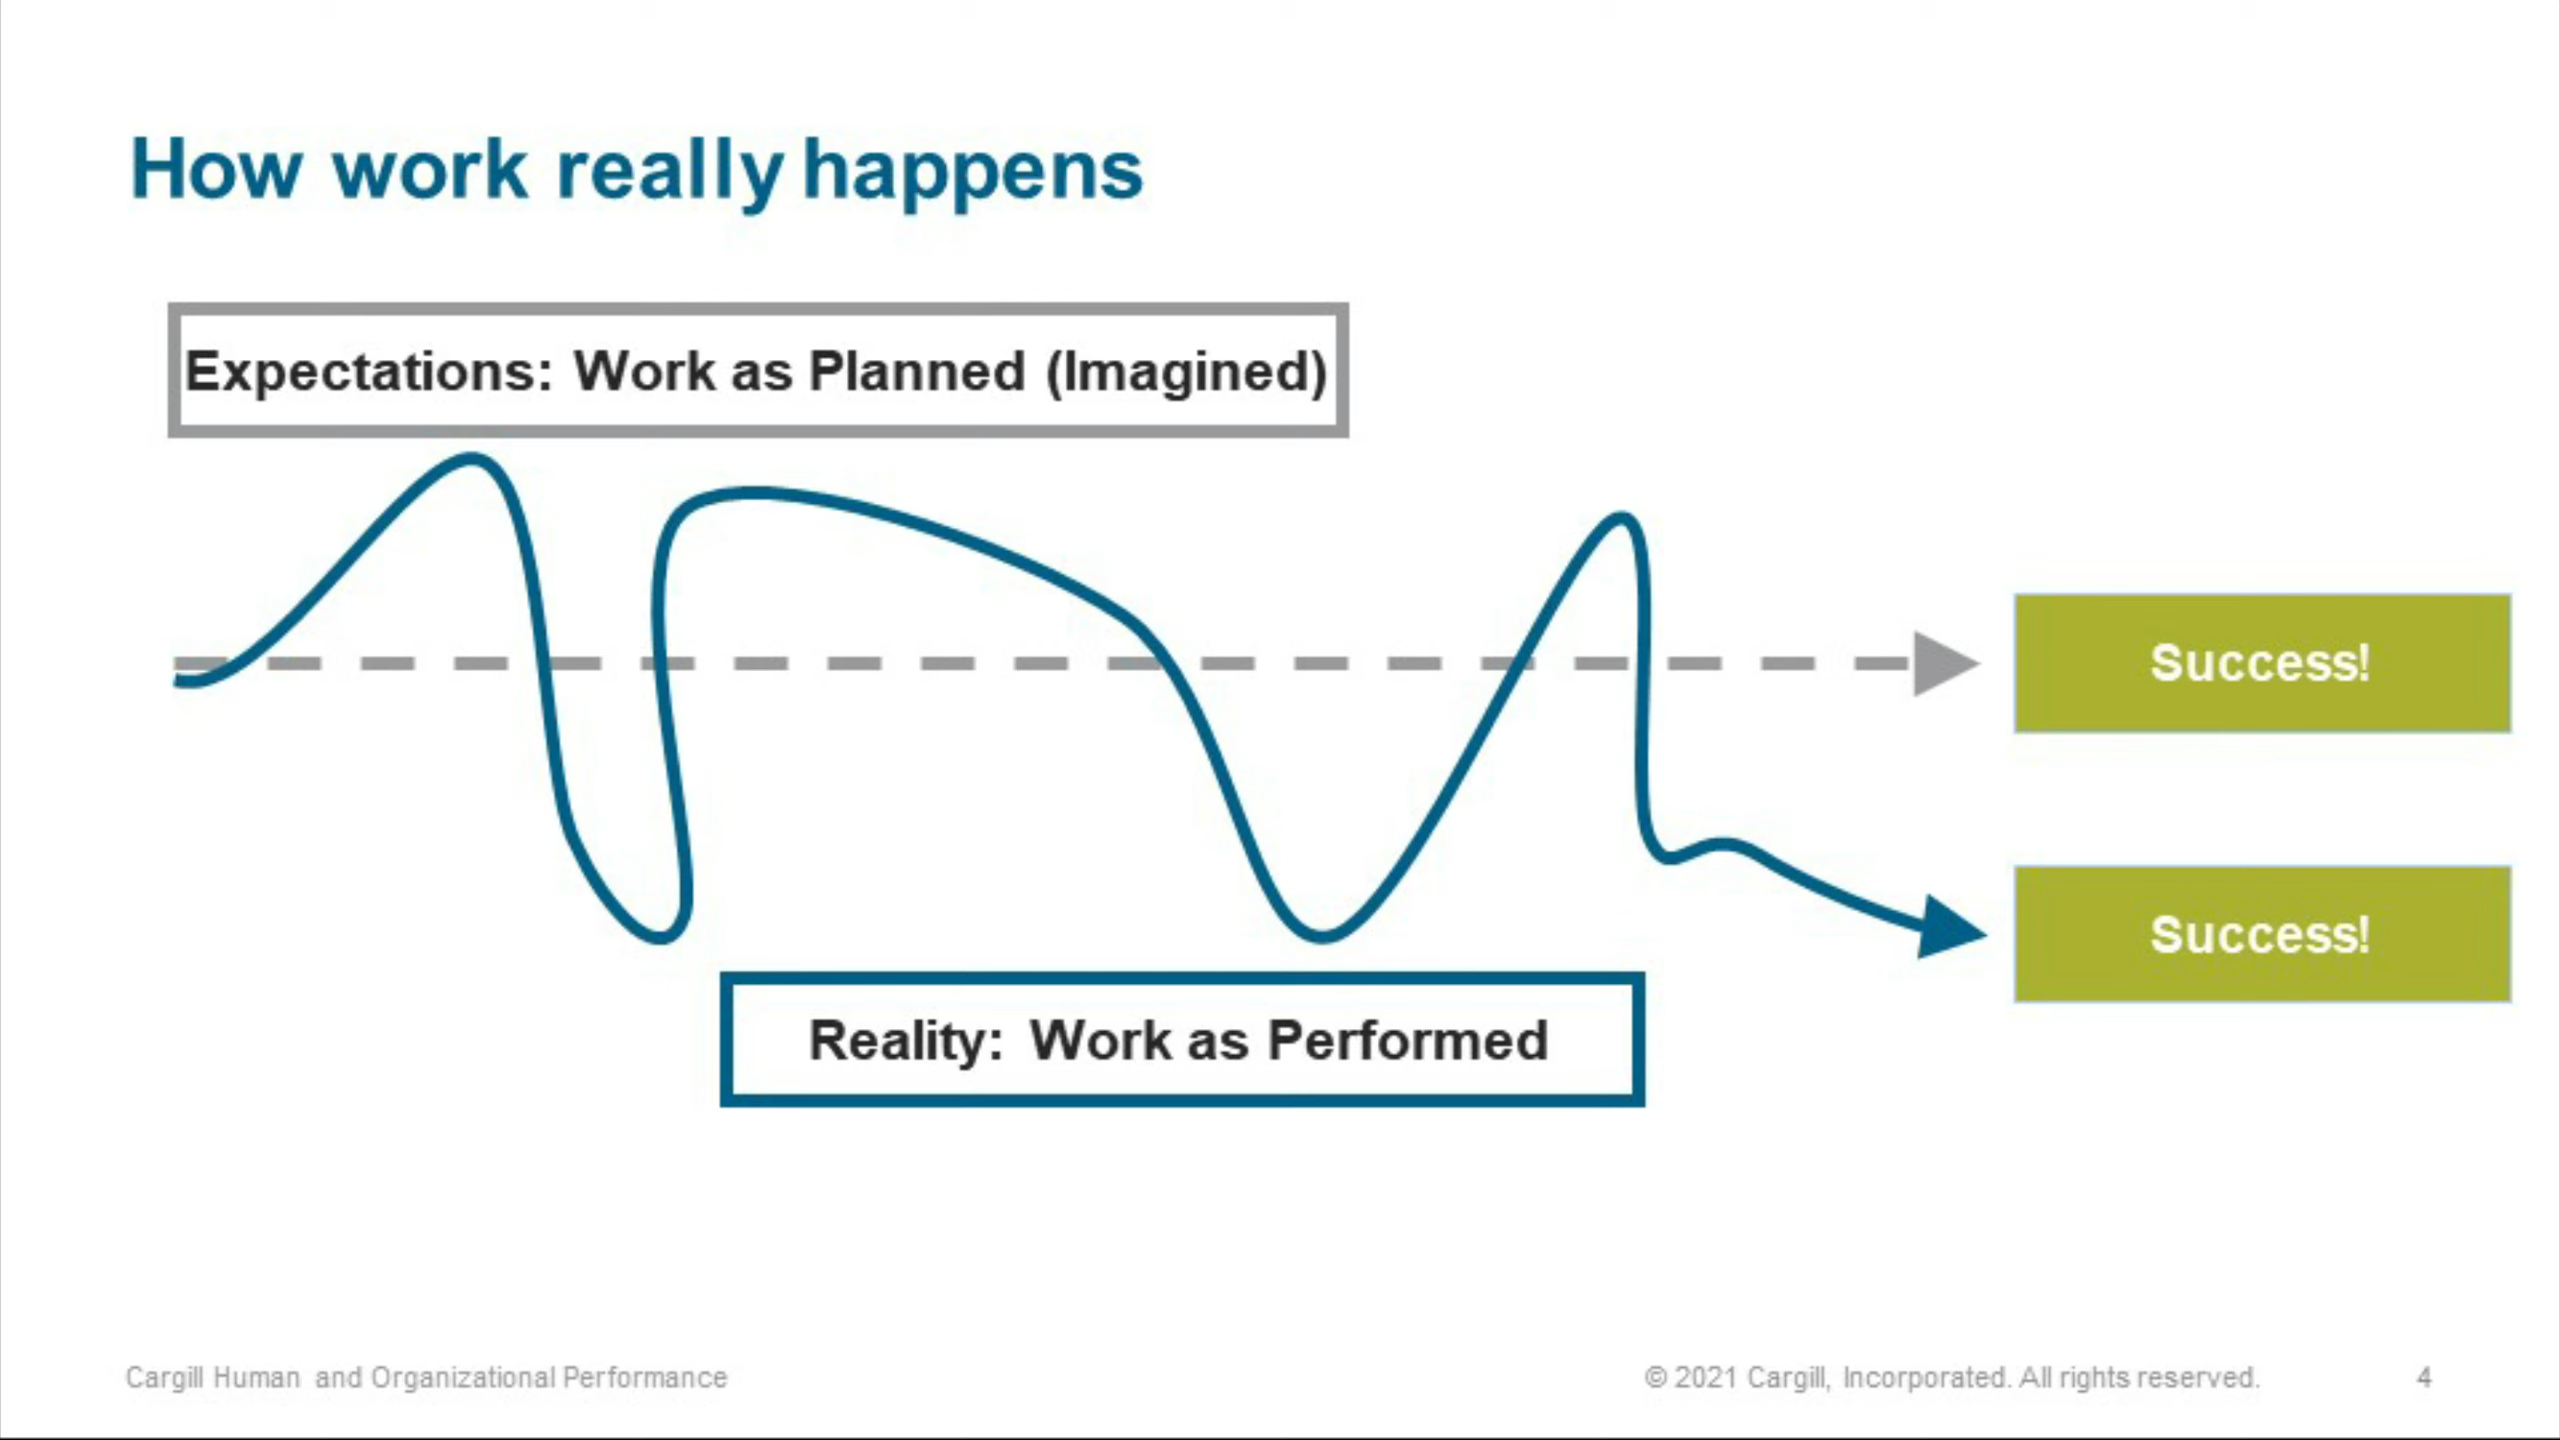 How work really happens
Expectations: Work as Planned (Imagined)
Success!
Success!
Reality: Work as Performed
Cargill Human and Organizational Performance
© 2021 Cargill, Incorporated. All rights reserved.
4